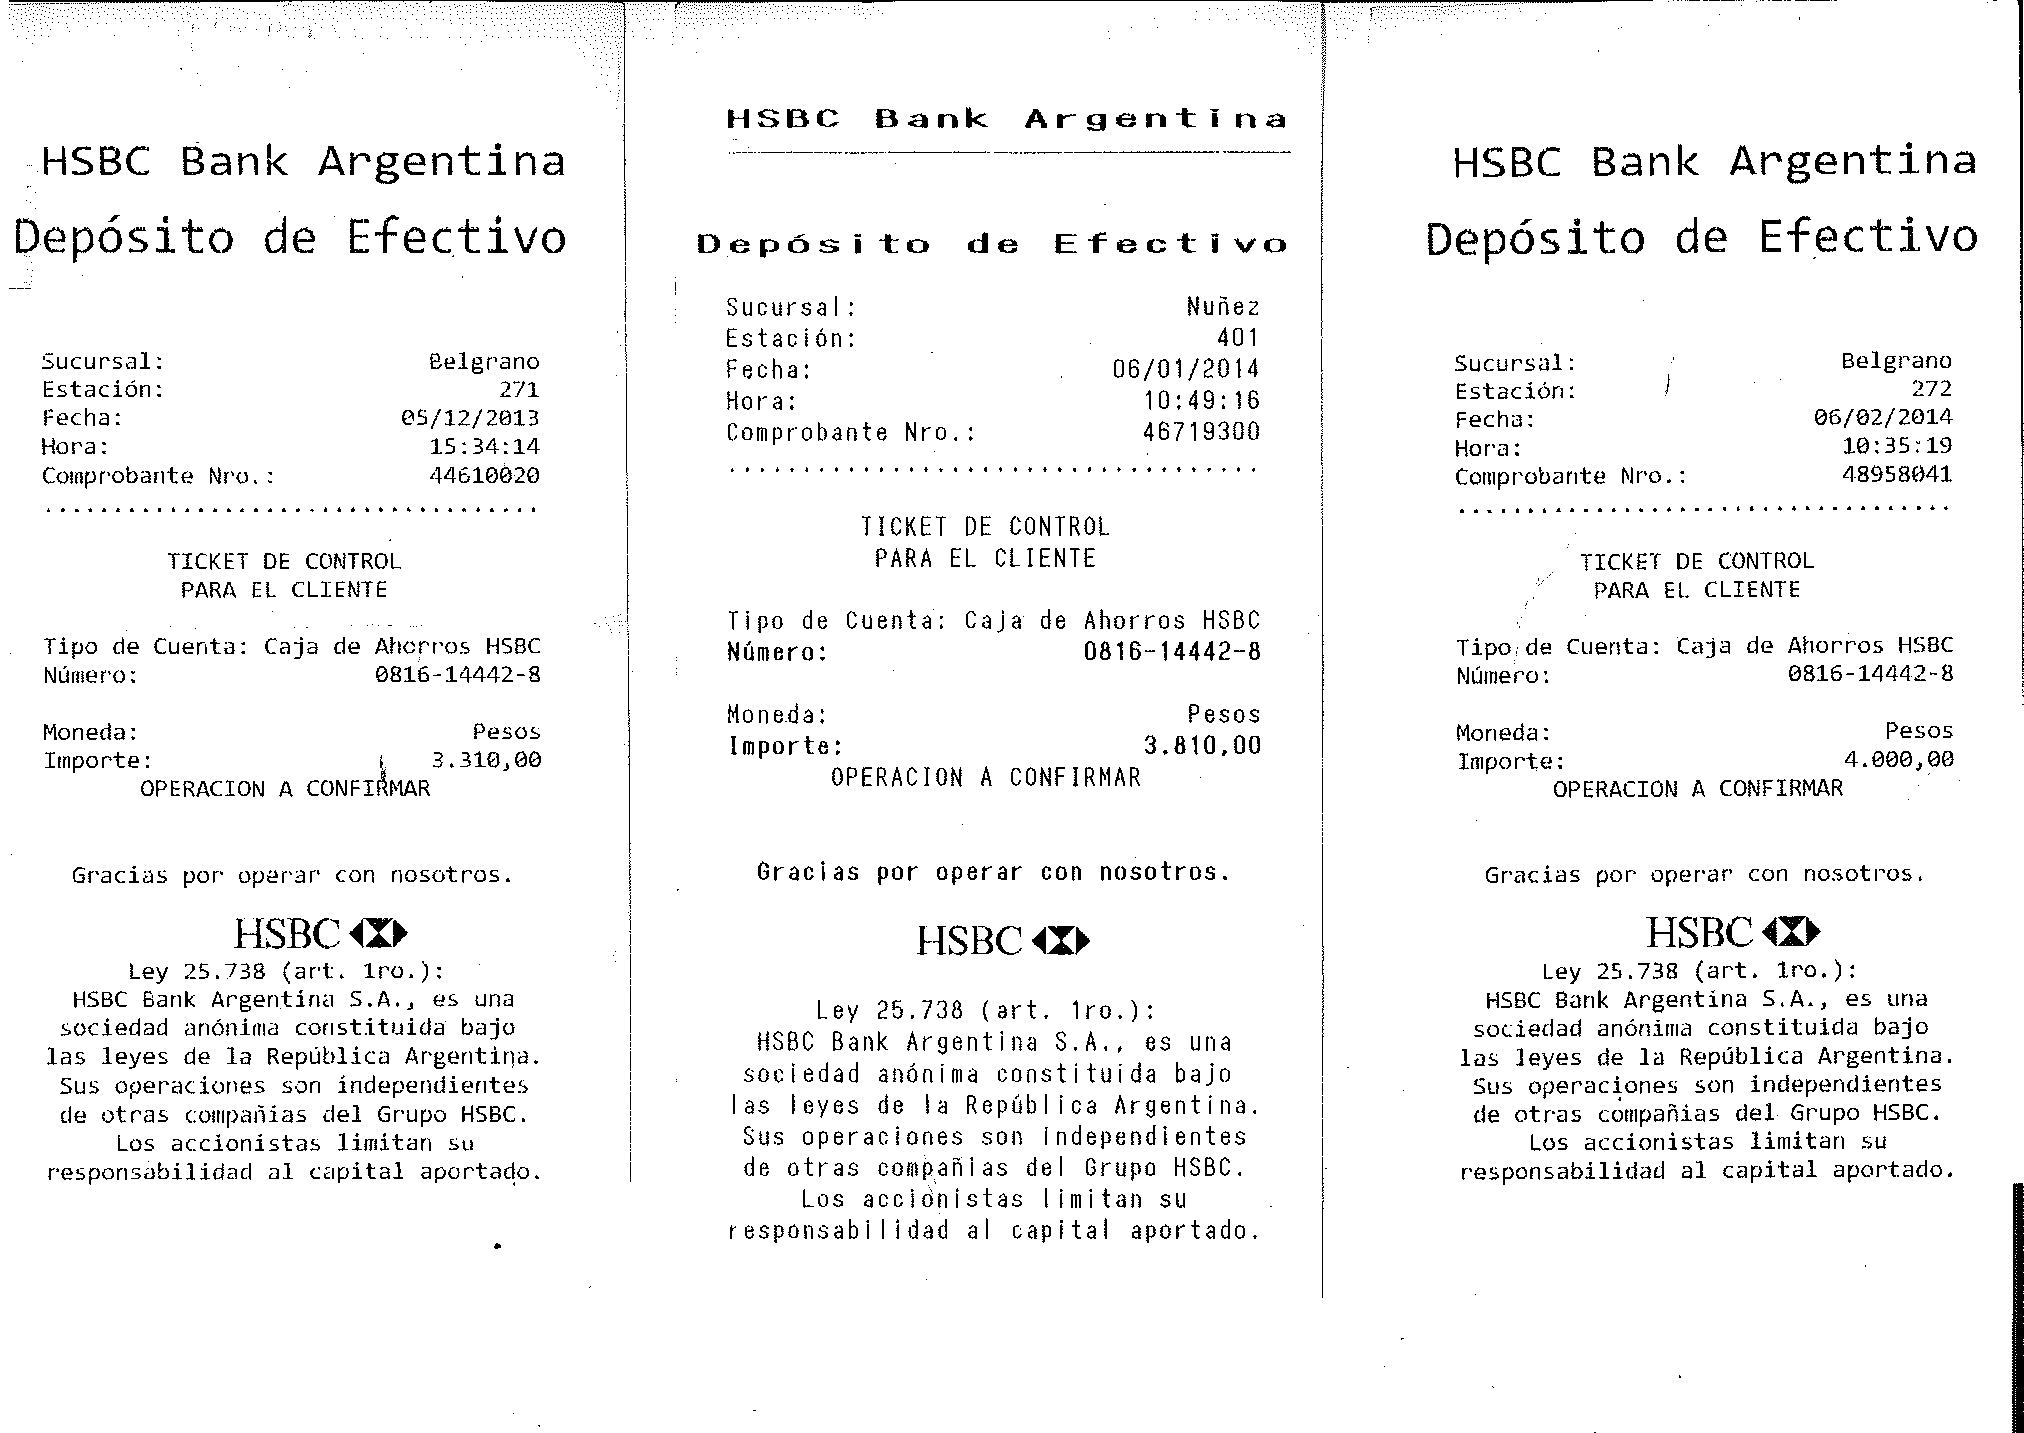 HSBC Bank Argentina
Depósito de Efectivo
Sucursal: Belgrano
Estación: 271
Fecha: 05/12/2013
Hora: 15:34:14
Comprobante Nro.: 44610020
....................................
TICKET DE CONTROL
PARA EL CLIENTE
Tipo de Cuenta: Caja de Ahorros HSBC
Número: 0816-14442-8
Moneda: Pesos
Importe: 3.310,00
OPERACION A CONFIRMAR
Gracias por operar con nosotros.
HSBC
Ley 25.738 (art. 1ro.):
HSBC Bank Argentina S.A., es una
sociedad anónima constituida bajo
las leyes de la República Argentina.
Sus operaciones son independientes
de otras compañias del Grupo HSBC.
Los accionistas limitan su
responsabilidad al capital aportado.
HSBC Bank Argentina
Depósito de Efectivo
Sucursal: Nuñez
Estación: 401
Fecha: 06/01/2014
Hora: 10:49:16
Comprobante Nro.: 46719300
....................................
TICKET DE CONTROL
PARA EL CLIENTE
Tipo de Cuenta: Caja de Ahorros HSBC
Número: 0816-14442-8
Moneda: Pesos
Importe: 3.810,00
OPERACION A CONFIRMAR
Gracias por operar con nosotros.
HSBC
Ley 25.738 (art. 1ro.):
HSBC Bank Argentina S.A., es una
sociedad anónima constituida bajo
las leyes de la República Argentina.
Sus operaciones son independientes
de otras compañias del Grupo HSBC.
Los accionistas limitan su
responsabilidad al capital aportado.
HSBC Bank Argentina
Depósito de Efectivo
Sucursal: Belgrano
Estación: 272
Fecha: 06/02/2014
Hora: 10:35:19
Comprobante Nro.: 48958041
....................................
TICKET DE CONTROL
PARA EL CLIENTE
Tipo de Cuenta: Caja de Ahorros HSBC
Número: 0816-14442-8
Moneda: Pesos
Importe: 4.000,00
OPERACION A CONFIRMAR
Gracias por operar con nosotros.
HSBC
Ley 25.738 (art. 1ro.):
HSBC Bank Argentina S.A., es una
sociedad anónima constituida bajo
las leyes de la República Argentina.
Sus operaciones son independientes
de otras compañias del Grupo HSBC.
Los accionistas limitan su
responsabilidad al capital aportado.